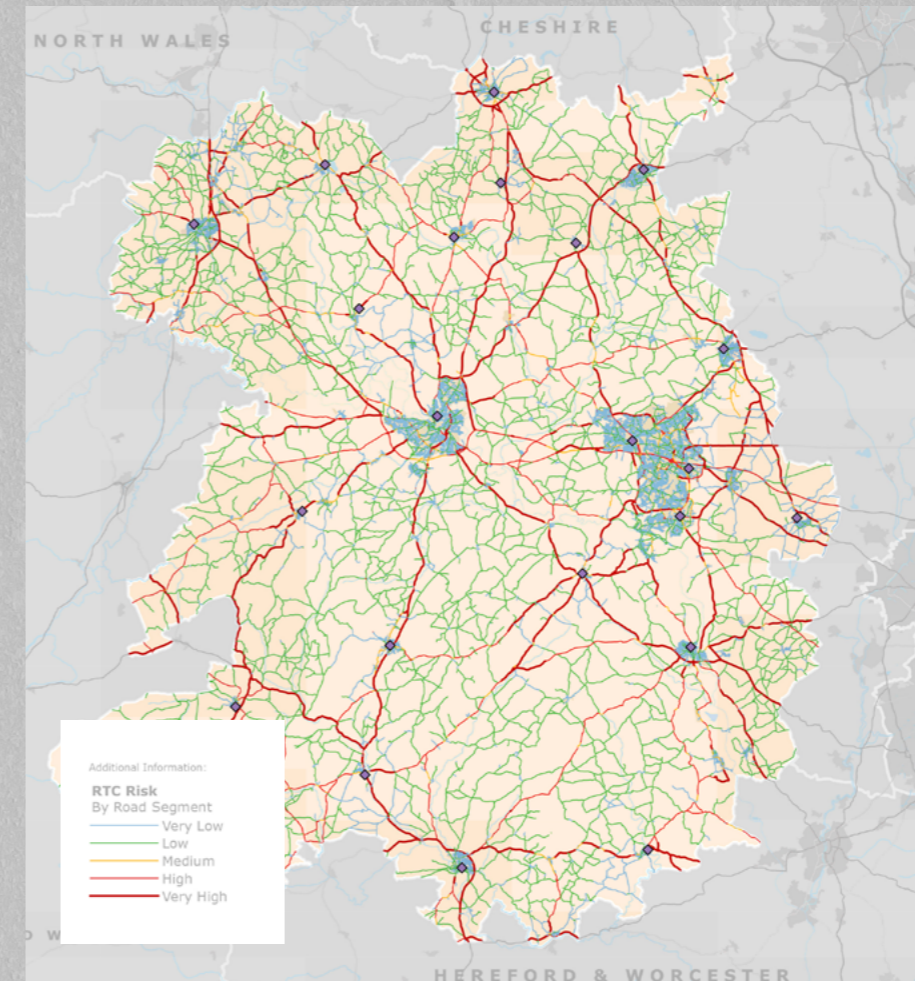 CHESHIRE
NORTH WALES
Additional Information:
RTC Risk
By Road Segment
Very Low
Low
Medium
High
Very High
HEREFORD & WORCESTER